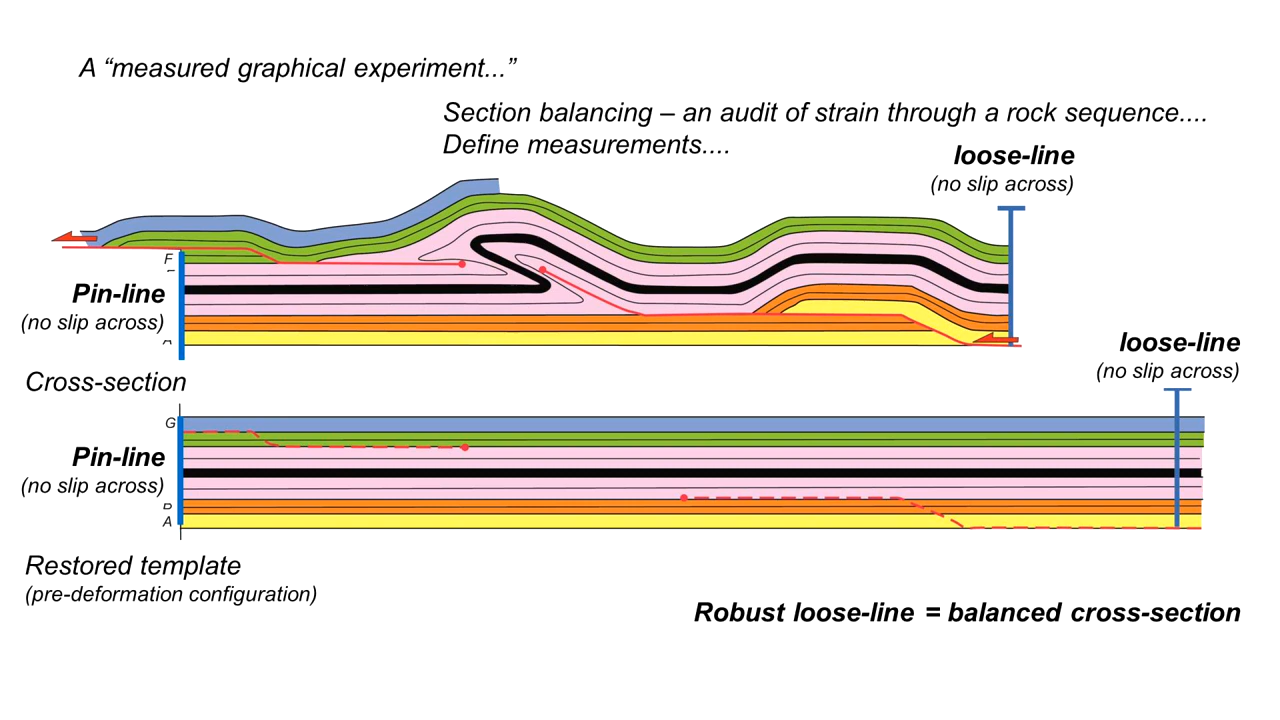 A “measured graphical experiment...”
Section balancing – an audit of strain through a rock sequence....
Define measurements....
loose-line
(no slip across)
F
Pin-line
(no slip across)
loose-line
(no slip across)
Cross-section
G
Pin-line
(no slip across)
A
Restored template
(pre-deformation configuration)
Robust loose-line = balanced cross-section